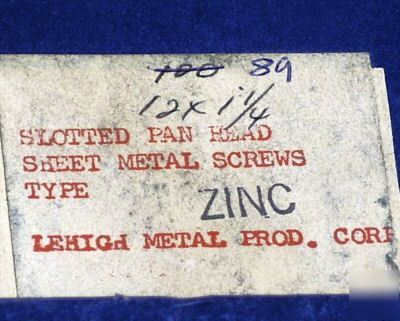 100 89
12 x 1 1/4
SLOTTED PAN HEAD
SHEET METAL SCREWS
TYPE
ZINC
LEHIGH METAL PROD. CORP